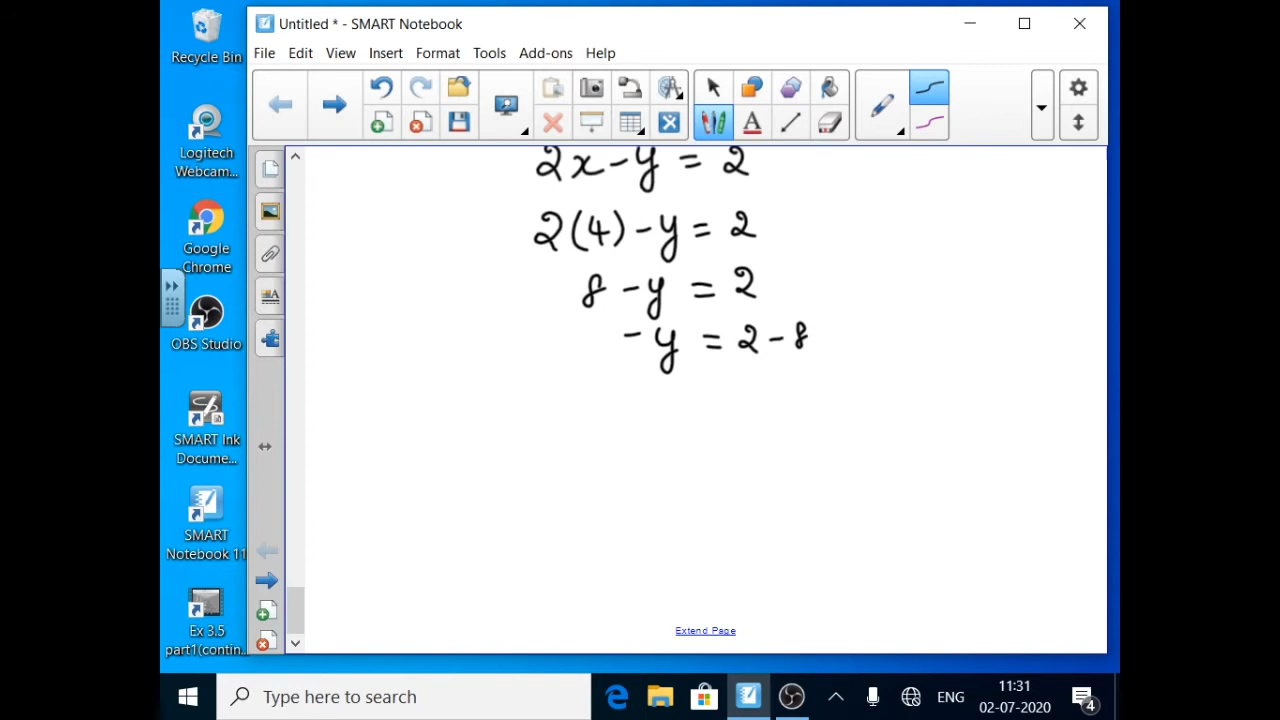 Recycle Bin
Logitech
Webcam...
Google
Chrome
OBS Studio
SMART Ink
Docume...
SMART
Notebook 11
Ex 3.5
part1(contin...
Untitled * - SMART Notebook
File Edit View Insert Format Tools Add-ons Help
2x - y = 2
2(4) - y = 2
8 - y = 2
- y = 2 - 8
Extend Page
Type here to search
ENG
11:31
02-07-2020
4